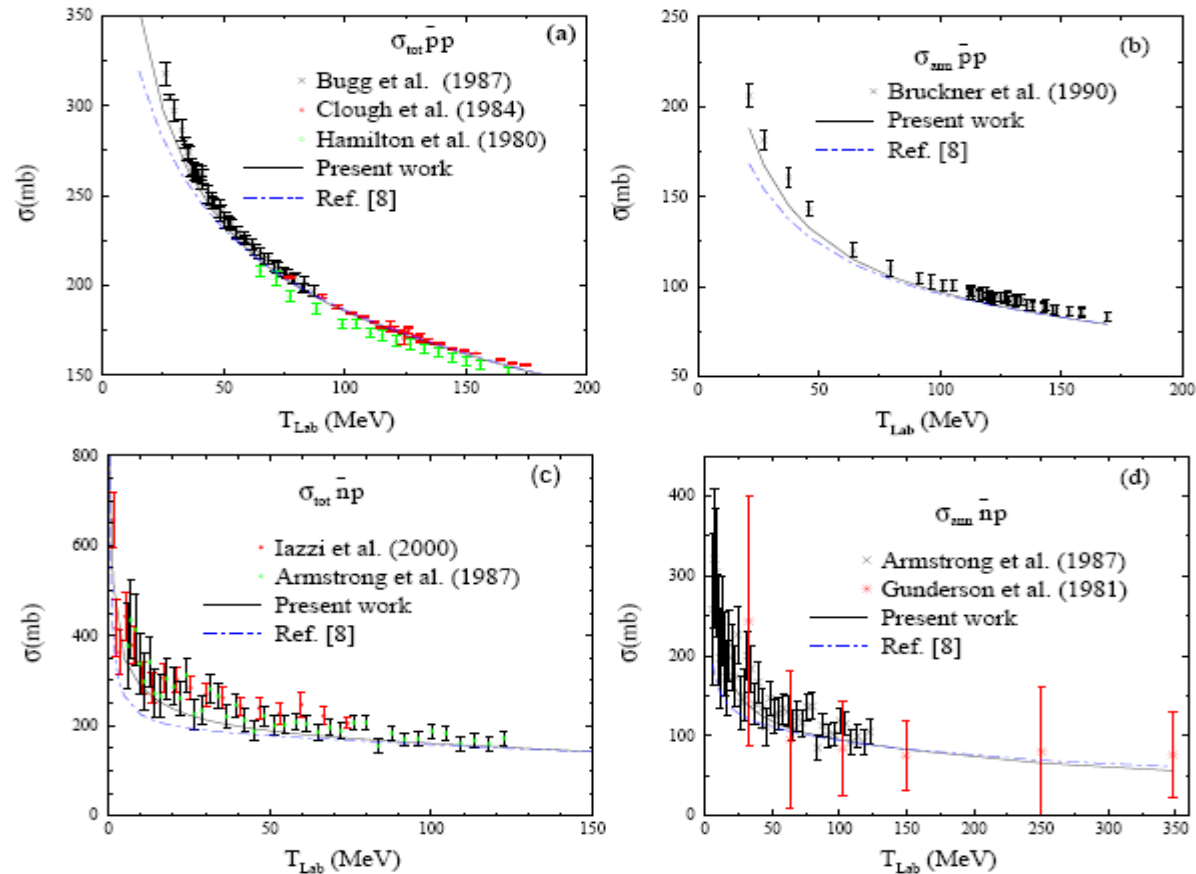 (a)
σtot p̄p
Bugg et al. (1987)
Clough et al. (1984)
Hamilton et al. (1980)
Present work
Ref. [8]
σ(mb)
350
300
250
200
150
0 50 100 150 200
TLab (MeV)
(b)
σann p̄p
Bruckner et al. (1990)
Present work
Ref. [8]
σ(mb)
250
200
150
100
50
0 50 100 150 200
TLab (MeV)
(c)
σtot n̄p
Iazzi et al. (2000)
Armstrong et al. (1987)
Present work
Ref. [8]
σ(mb)
800
600
400
200
0
0 50 100 150
TLab (MeV)
(d)
σann n̄p
Armstrong et al. (1987)
Gunderson et al. (1981)
Present work
Ref. [8]
σ(mb)
400
300
200
100
0
0 50 100 150 200 250 300 350
TLab (MeV)